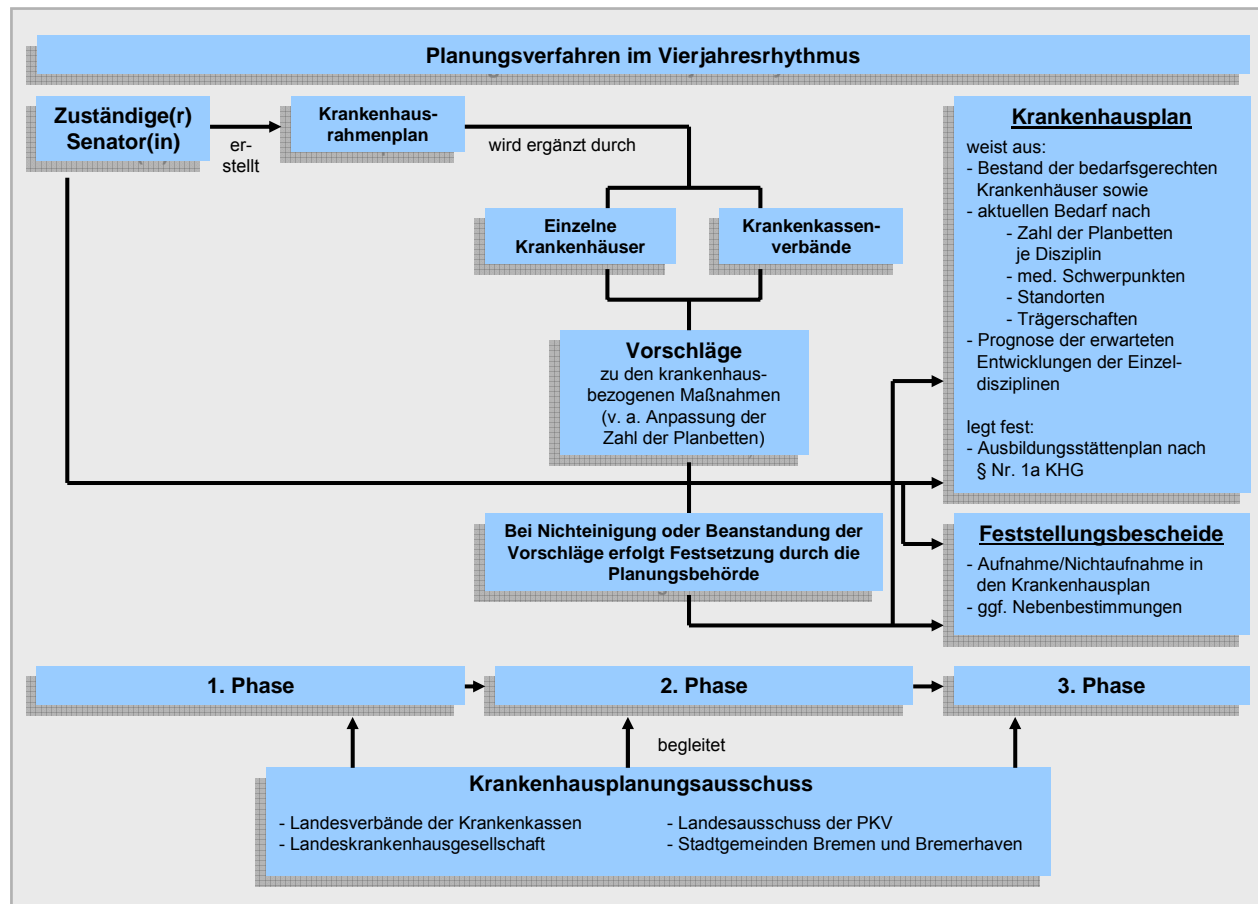 Planungsverfahren im Vierjahresrhythmus
Zuständige(r)
Senator(in)
er-
stellt
Krankenhaus-
rahmenplan
wird ergänzt durch
Einzelne
Krankenhäuser
Krankenkassen-
verbände
Vorschläge
zu den krankenhaus-
bezogenen Maßnahmen
(v. a. Anpassung der
Zahl der Planbetten)
Bei Nichteinigung oder Beanstandung der
Vorschläge erfolgt Festsetzung durch die
Planungsbehörde
Krankenhausplan
weist aus:
- Bestand der bedarfsgerechten
Krankenhäuser sowie
- aktuellen Bedarf nach
- Zahl der Planbetten
je Disziplin
- med. Schwerpunkten
- Standorten
- Trägerschaften
- Prognose der erwarteten
Entwicklungen der Einzel-
disziplinen
legt fest:
- Ausbildungsstättenplan nach
§ Nr. 1a KHG
Feststellungsbescheide
- Aufnahme/Nichtaufnahme in
den Krankenhausplan
- ggf. Nebenbestimmungen
1. Phase
2. Phase
3. Phase
begleitet
Krankenhausplanungsausschuss
- Landesverbände der Krankenkassen
- Landeskrankenhausgesellschaft
- Landesausschuss der PKV
- Stadtgemeinden Bremen und Bremerhaven